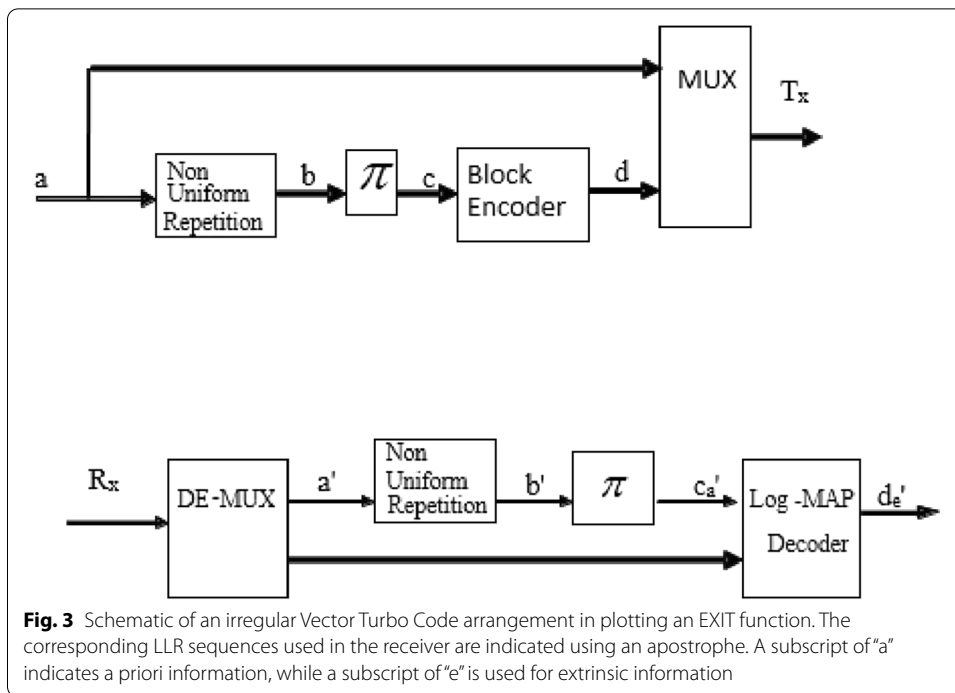 MUX
Tx
a
Non
Uniform
Repetition
b
π
c
Block
Encoder
d
Rx
DE-MUX
a'
Non
Uniform
Repetition
b'
π
ca'
Log -MAP
Decoder
de'
Fig. 3 Schematic of an irregular Vector Turbo Code arrangement in plotting an EXIT function. The
corresponding LLR sequences used in the receiver are indicated using an apostrophe. A subscript of “a”
indicates a priori information, while a subscript of “e” is used for extrinsic information